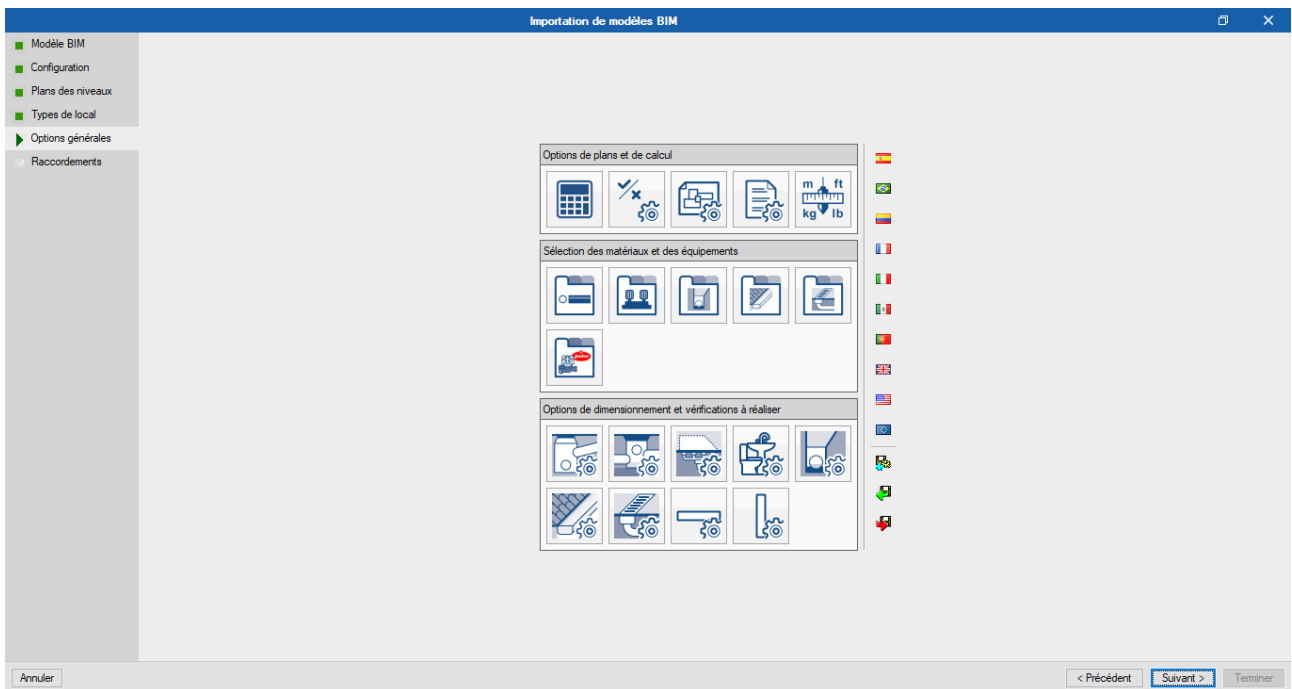 Importation de modèles BIM
Modèle BIM
Configuration
Plans des niveaux
Types de local
Options générales
Raccordements
Options de plans et de calcul
m ft
kg lb
Sélection des matériaux et des équipements
Options de dimensionnement et vérifications à réaliser
Annuler
< Précédent
Suivant >
Terminer